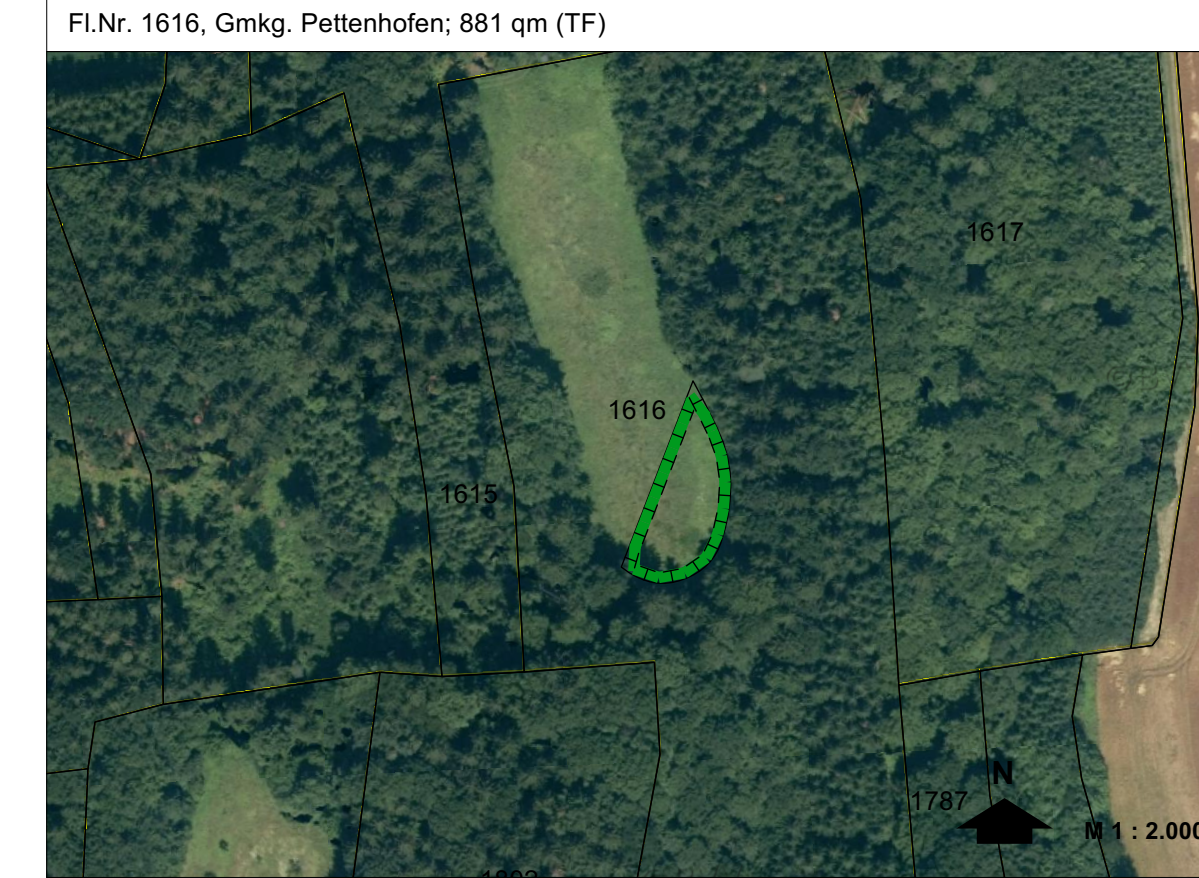 Fl.Nr. 1616, Gmkg. Pettenhofen; 881 qm (TF)
1617
1616
1615
N
1787
M 1 : 2.000